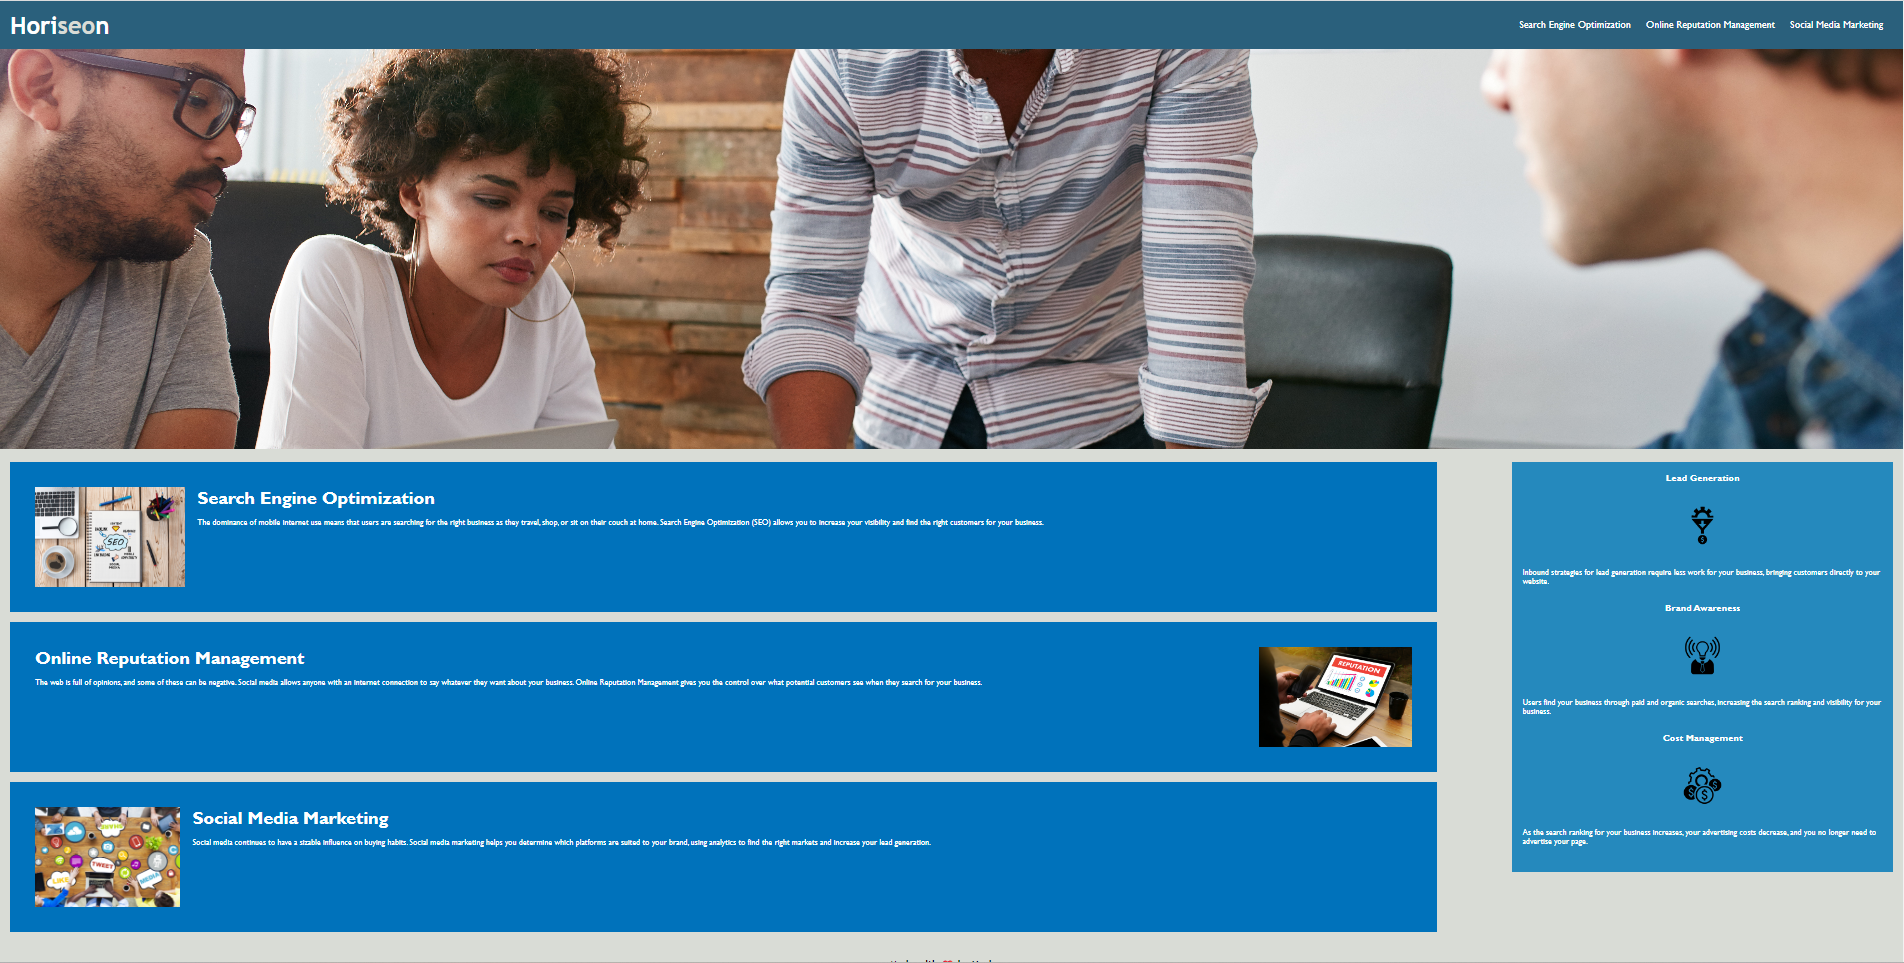 Horiseon
Search Engine Optimization
Online Reputation Management
Social Media Marketing
Search Engine Optimization
The dominance of mobile internet use means that users are searching for the right business as they travel, shop, or sit on their couch at home. Search Engine Optimization (SEO) allows you to increase your visibility and find the right customers for your business.
SEO
Online Reputation Management
The web is full of opinions, and some of these can be negative. Social media allows anyone with an internet connection to say whatever they want about your business. Online Reputation Management gives you the control over what potential customers see when they search for your business.
REPUTATION
Social Media Marketing
Social media continues to have a sizable influence on buying habits. Social media marketing helps you determine which platforms are suited to your brand, using analytics to find the right markets and increase your lead generation.
TWEET
LIKE
MEDIA
Lead Generation
Inbound strategies for lead generation require less work for your business, bringing customers directly to your
website.
Brand Awareness
Users find your business through paid and organic searches, increasing the search ranking and visibility for your
business.
Cost Management
As the search ranking for your business increases, your advertising costs decrease, and you no longer need to
advertise your page.